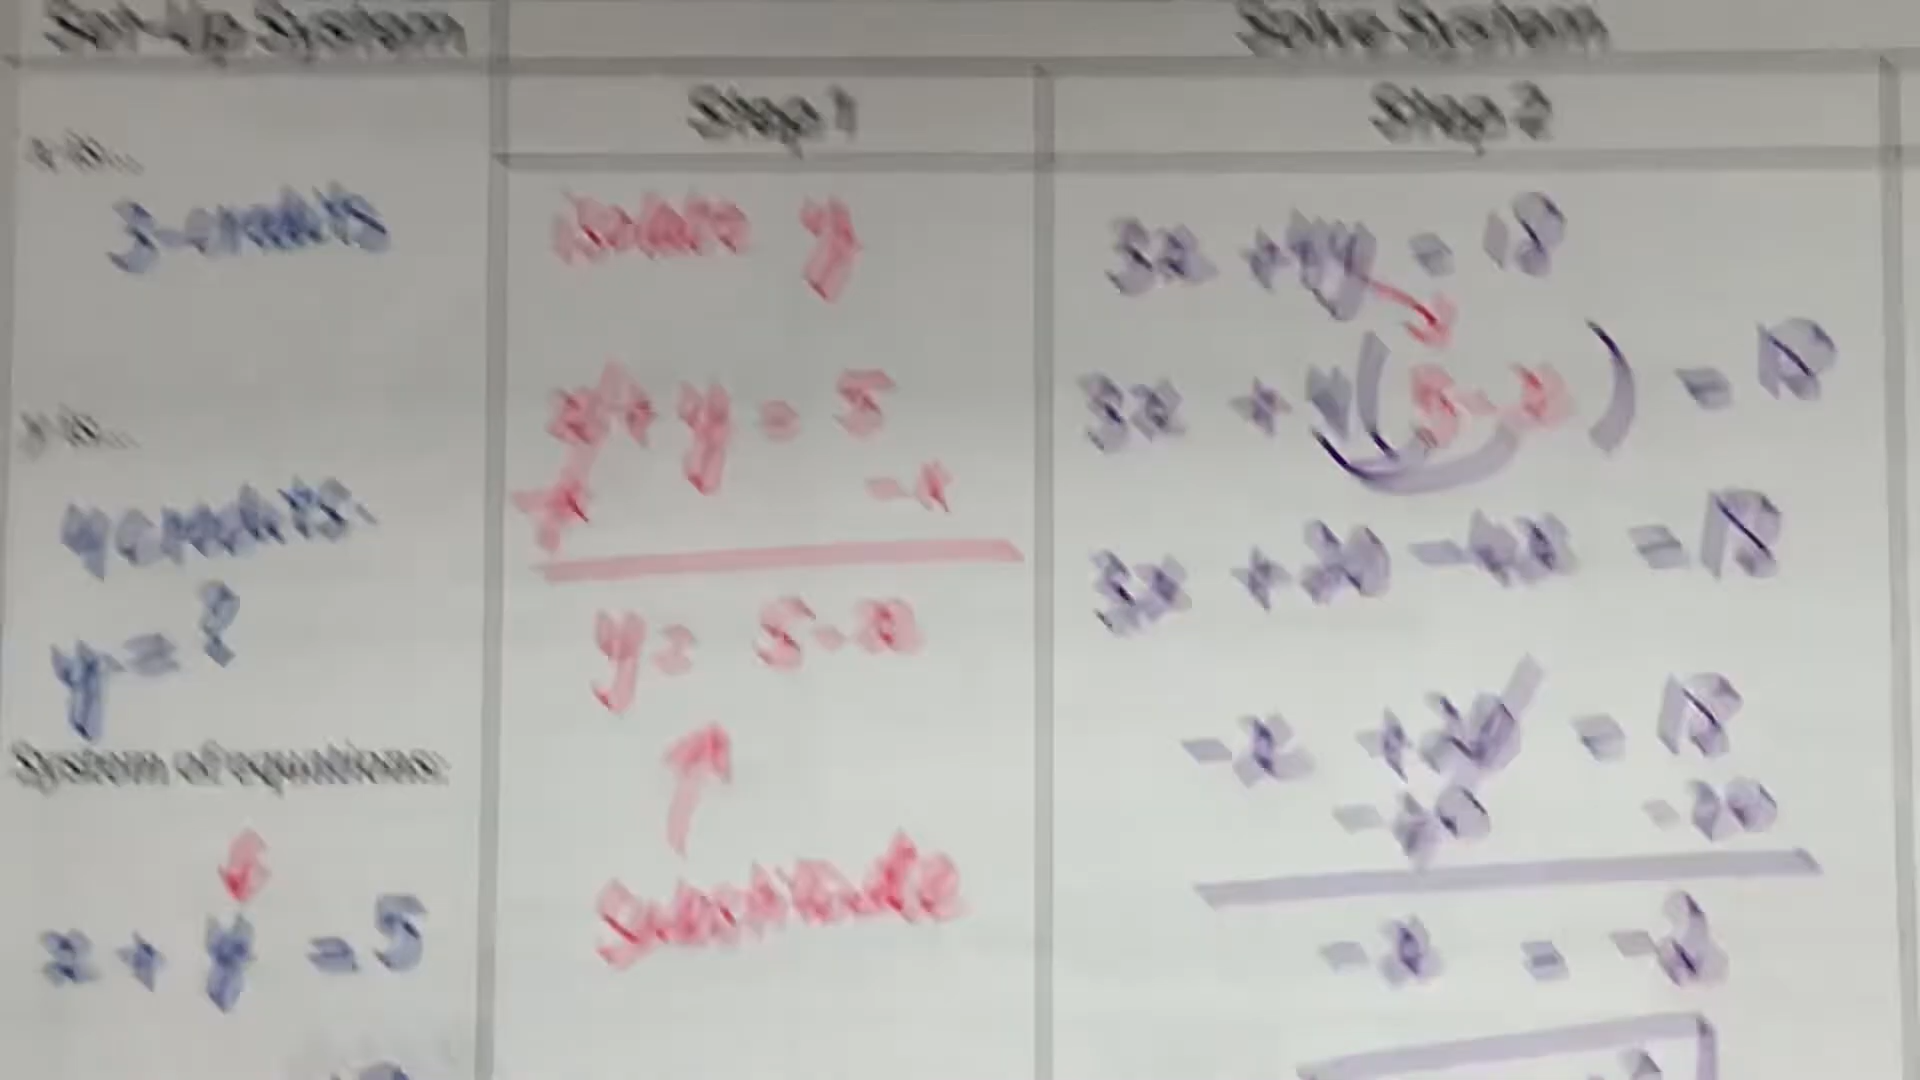 Set-Up System
x is...
3-credits
y is...
4 credits.
y = ?
System of equations:
x + y = 5
Solve System
Step 1
Isolate y
x + y = 5
-x -x
y = 5 - x
Substitute
Step 2
3x + 4y = 18
3x + 4( 5 - x ) = 18
3x + 20 - 4x = 18
-x + 20 = 18
-20 -20
-x = -2